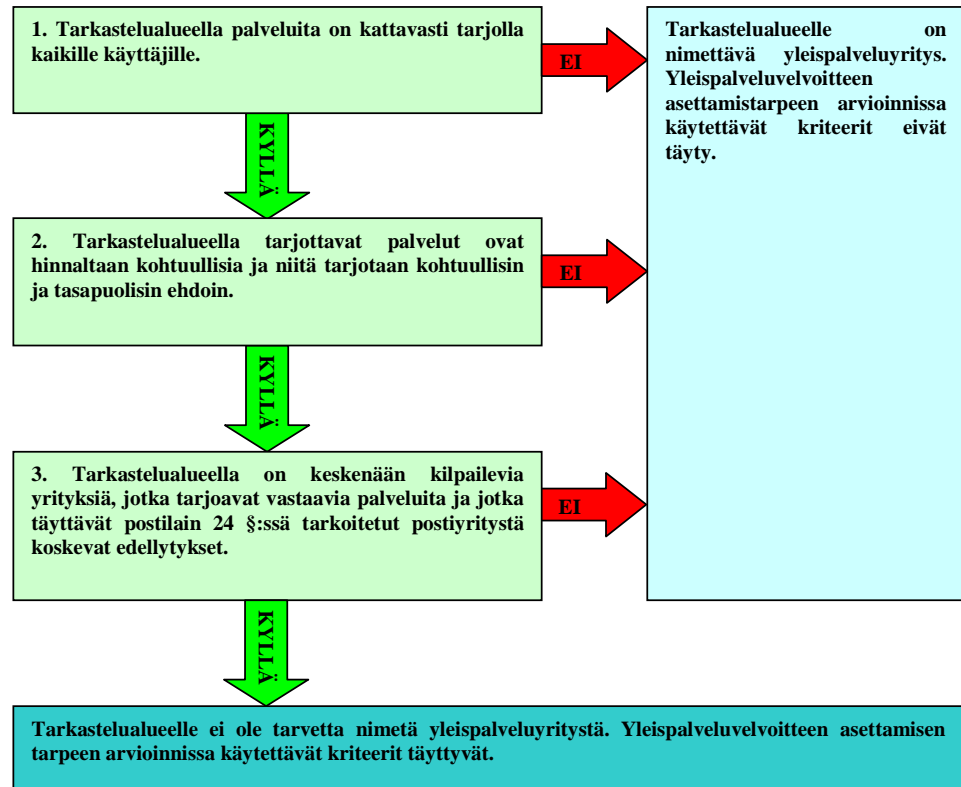 1. Tarkastelualueella palveluita on kattavasti tarjolla
kaikille käyttäjille.
EI
Tarkastelualueelle on
nimettävä yleispalveluyritys.
Yleispalveluvelvoitteen
asettamistarpeen arvioinnissa
käytettävät kriteerit eivät
täyty.
KYLLÄ
2. Tarkastelualueella tarjottavat palvelut ovat
hinnaltaan kohtuullisia ja niitä tarjotaan kohtuullisin
ja tasapuolisin ehdoin.
EI
KYLLÄ
3. Tarkastelualueella on keskenään kilpailevia
yrityksiä, jotka tarjoavat vastaavia palveluita ja jotka
täyttävät postilain 24 §:ssä tarkoitetut postiyritystä
koskevat edellytykset.
EI
KYLLÄ
Tarkastelualueelle ei ole tarvetta nimetä yleispalveluyritystä. Yleispalveluvelvoitteen asettamisen
tarpeen arvioinnissa käytettävät kriteerit täyttyvät.